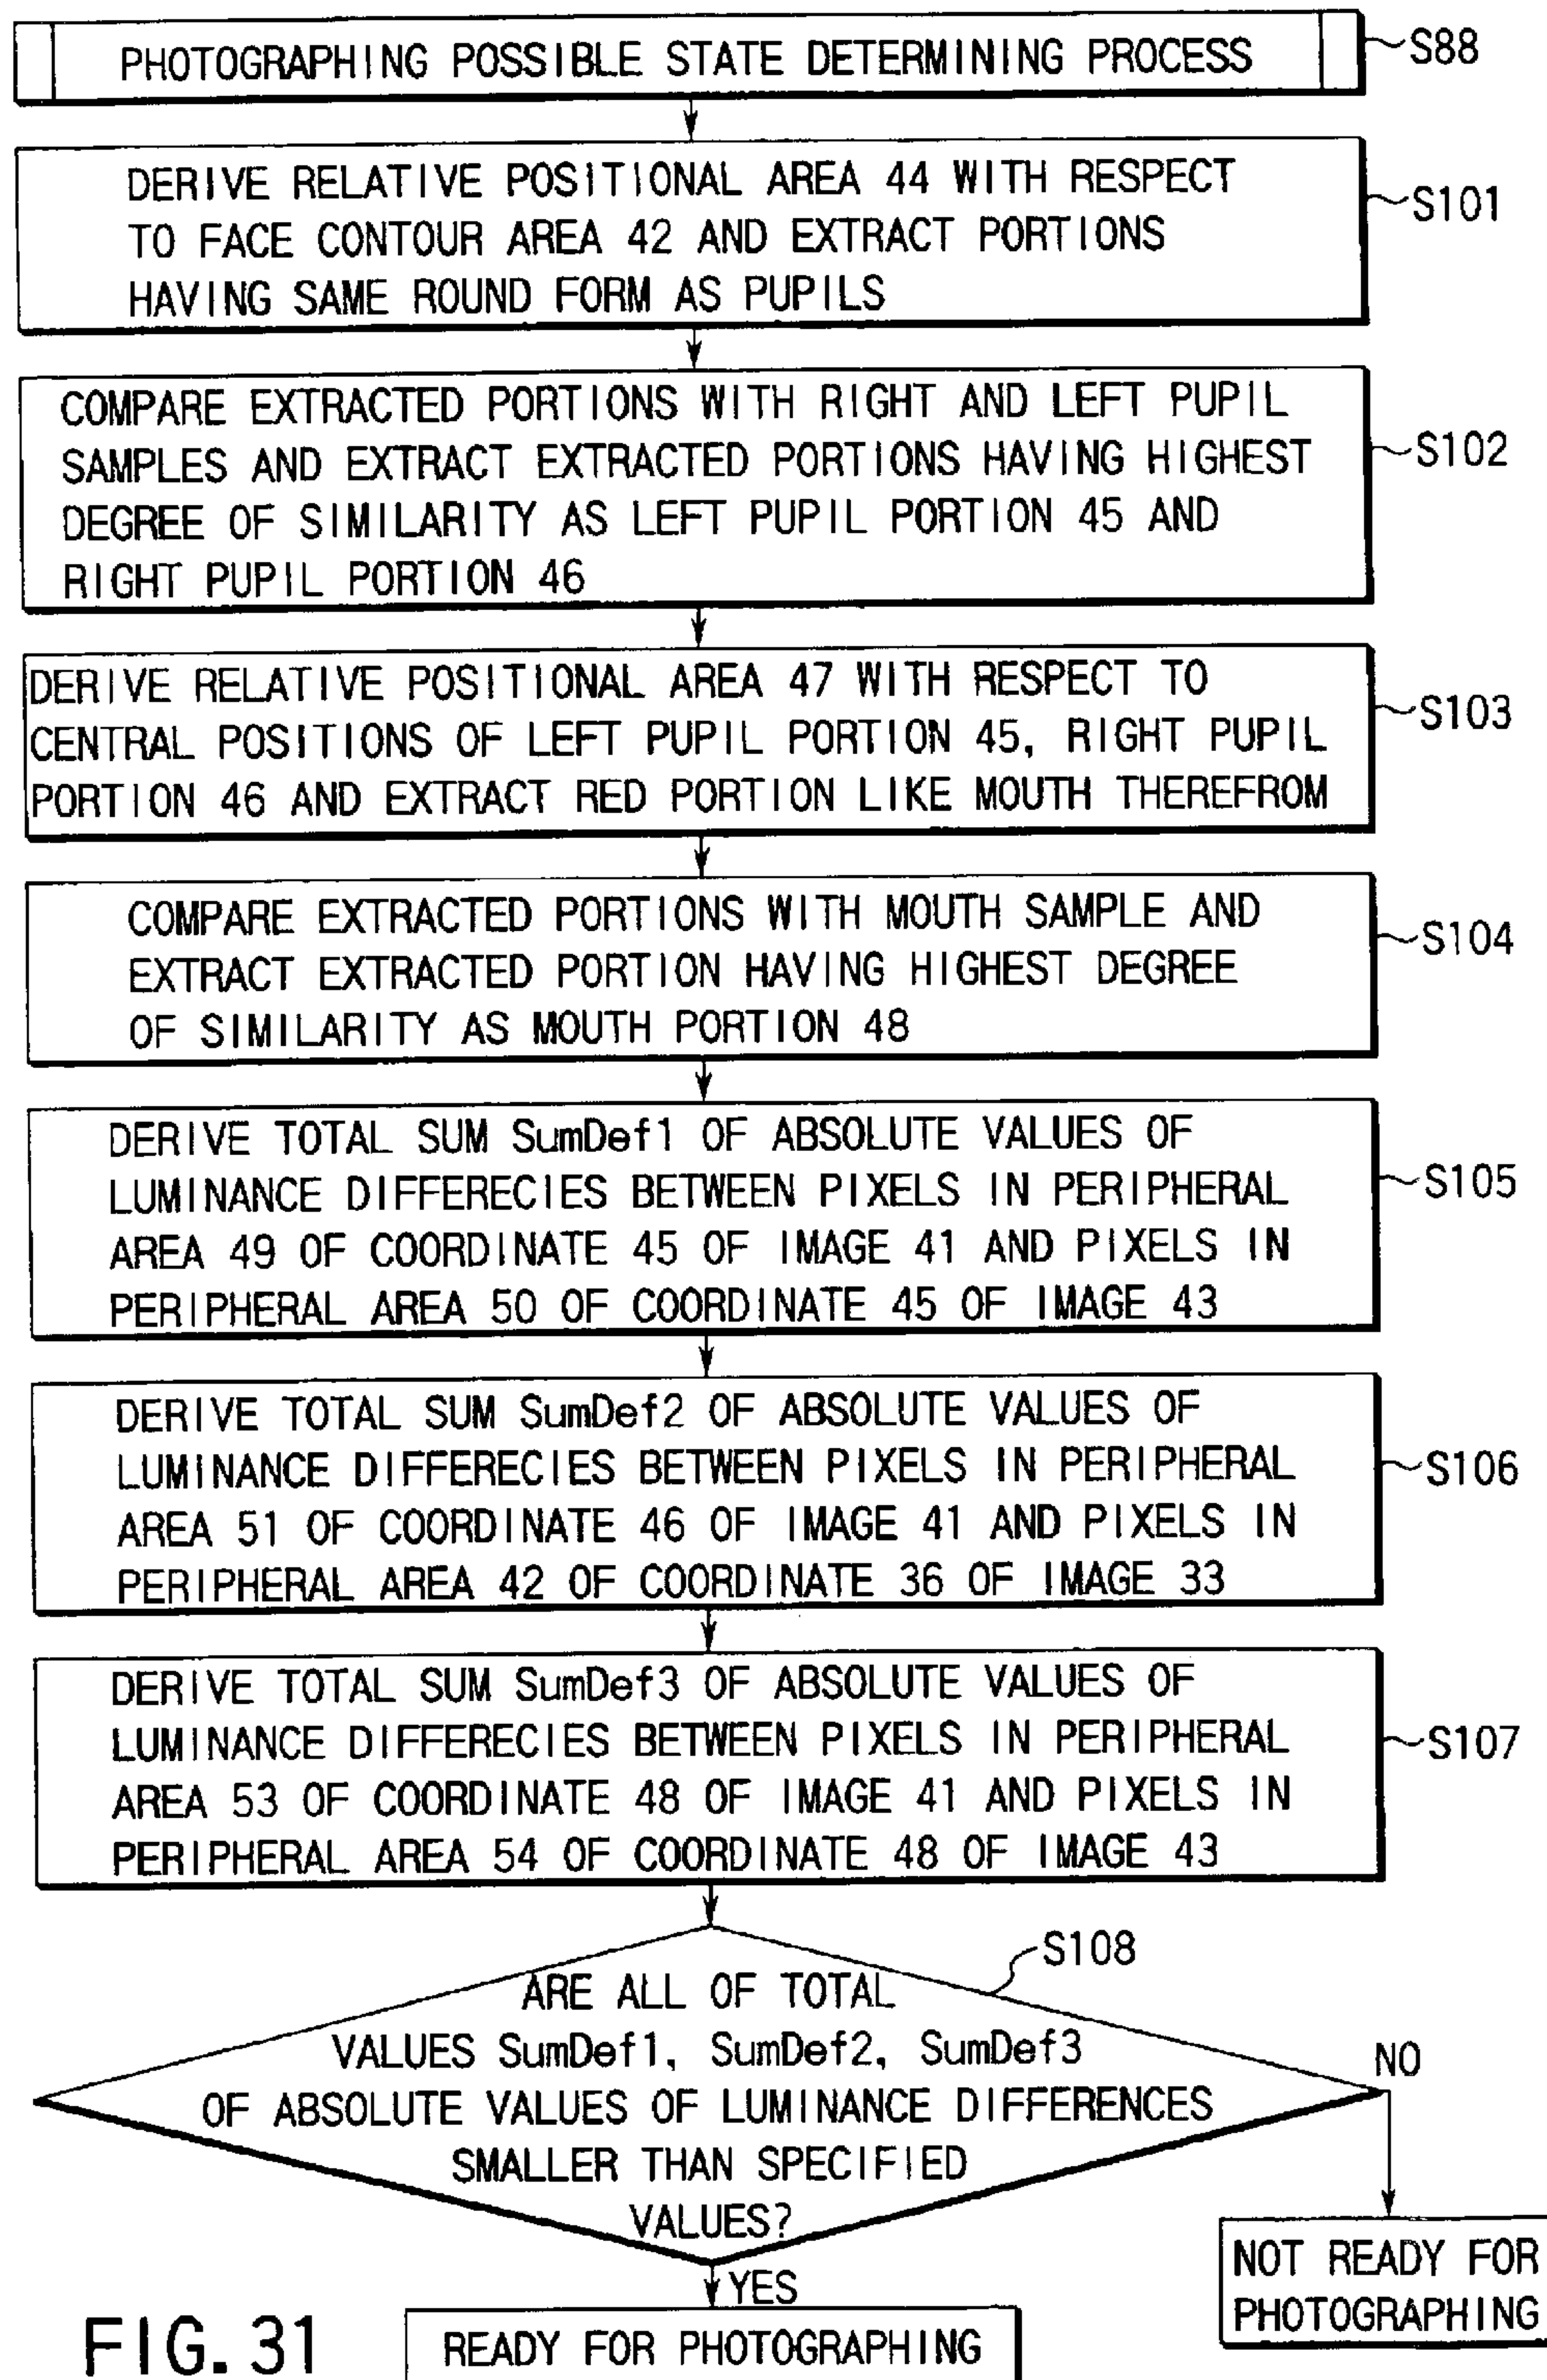 PHOTOGRAPHING POSSIBLE STATE DETERMINING PROCESS
S88
DERIVE RELATIVE POSITIONAL AREA 44 WITH RESPECT
TO FACE CONTOUR AREA 42 AND EXTRACT PORTIONS
HAVING SAME ROUND FORM AS PUPILS
S101
COMPARE EXTRACTED PORTIONS WITH RIGHT AND LEFT PUPIL
SAMPLES AND EXTRACT EXTRACTED PORTIONS HAVING HIGHEST
DEGREE OF SIMILARITY AS LEFT PUPIL PORTION 45 AND
RIGHT PUPIL PORTION 46
S102
DERIVE RELATIVE POSITIONAL AREA 47 WITH RESPECT TO
CENTRAL POSITIONS OF LEFT PUPIL PORTION 45, RIGHT PUPIL
PORTION 46 AND EXTRACT RED PORTION LIKE MOUTH THEREFROM
S103
COMPARE EXTRACTED PORTIONS WITH MOUTH SAMPLE AND
EXTRACT EXTRACTED PORTION HAVING HIGHEST DEGREE
OF SIMILARITY AS MOUTH PORTION 48
S104
DERIVE TOTAL SUM SumDef1 OF ABSOLUTE VALUES OF
LUMINANCE DIFFERECIES BETWEEN PIXELS IN PERIPHERAL
AREA 49 OF COORDINATE 45 OF IMAGE 41 AND PIXELS IN
PERIPHERAL AREA 50 OF COORDINATE 45 OF IMAGE 43
S105
DERIVE TOTAL SUM SumDef2 OF ABSOLUTE VALUES OF
LUMINANCE DIFFERECIES BETWEEN PIXELS IN PERIPHERAL
AREA 51 OF COORDINATE 46 OF IMAGE 41 AND PIXELS IN
PERIPHERAL AREA 42 OF COORDINATE 36 OF IMAGE 33
S106
DERIVE TOTAL SUM SumDef3 OF ABSOLUTE VALUES OF
LUMINANCE DIFFERECIES BETWEEN PIXELS IN PERIPHERAL
AREA 53 OF COORDINATE 48 OF IMAGE 41 AND PIXELS IN
PERIPHERAL AREA 54 OF COORDINATE 48 OF IMAGE 43
S107
S108
ARE ALL OF TOTAL
VALUES SumDef1, SumDef2, SumDef3
OF ABSOLUTE VALUES OF LUMINANCE DIFFERENCES
SMALLER THAN SPECIFIED
VALUES?
NO
YES
NOT READY FOR
PHOTOGRAPHING
READY FOR PHOTOGRAPHING
FIG. 31